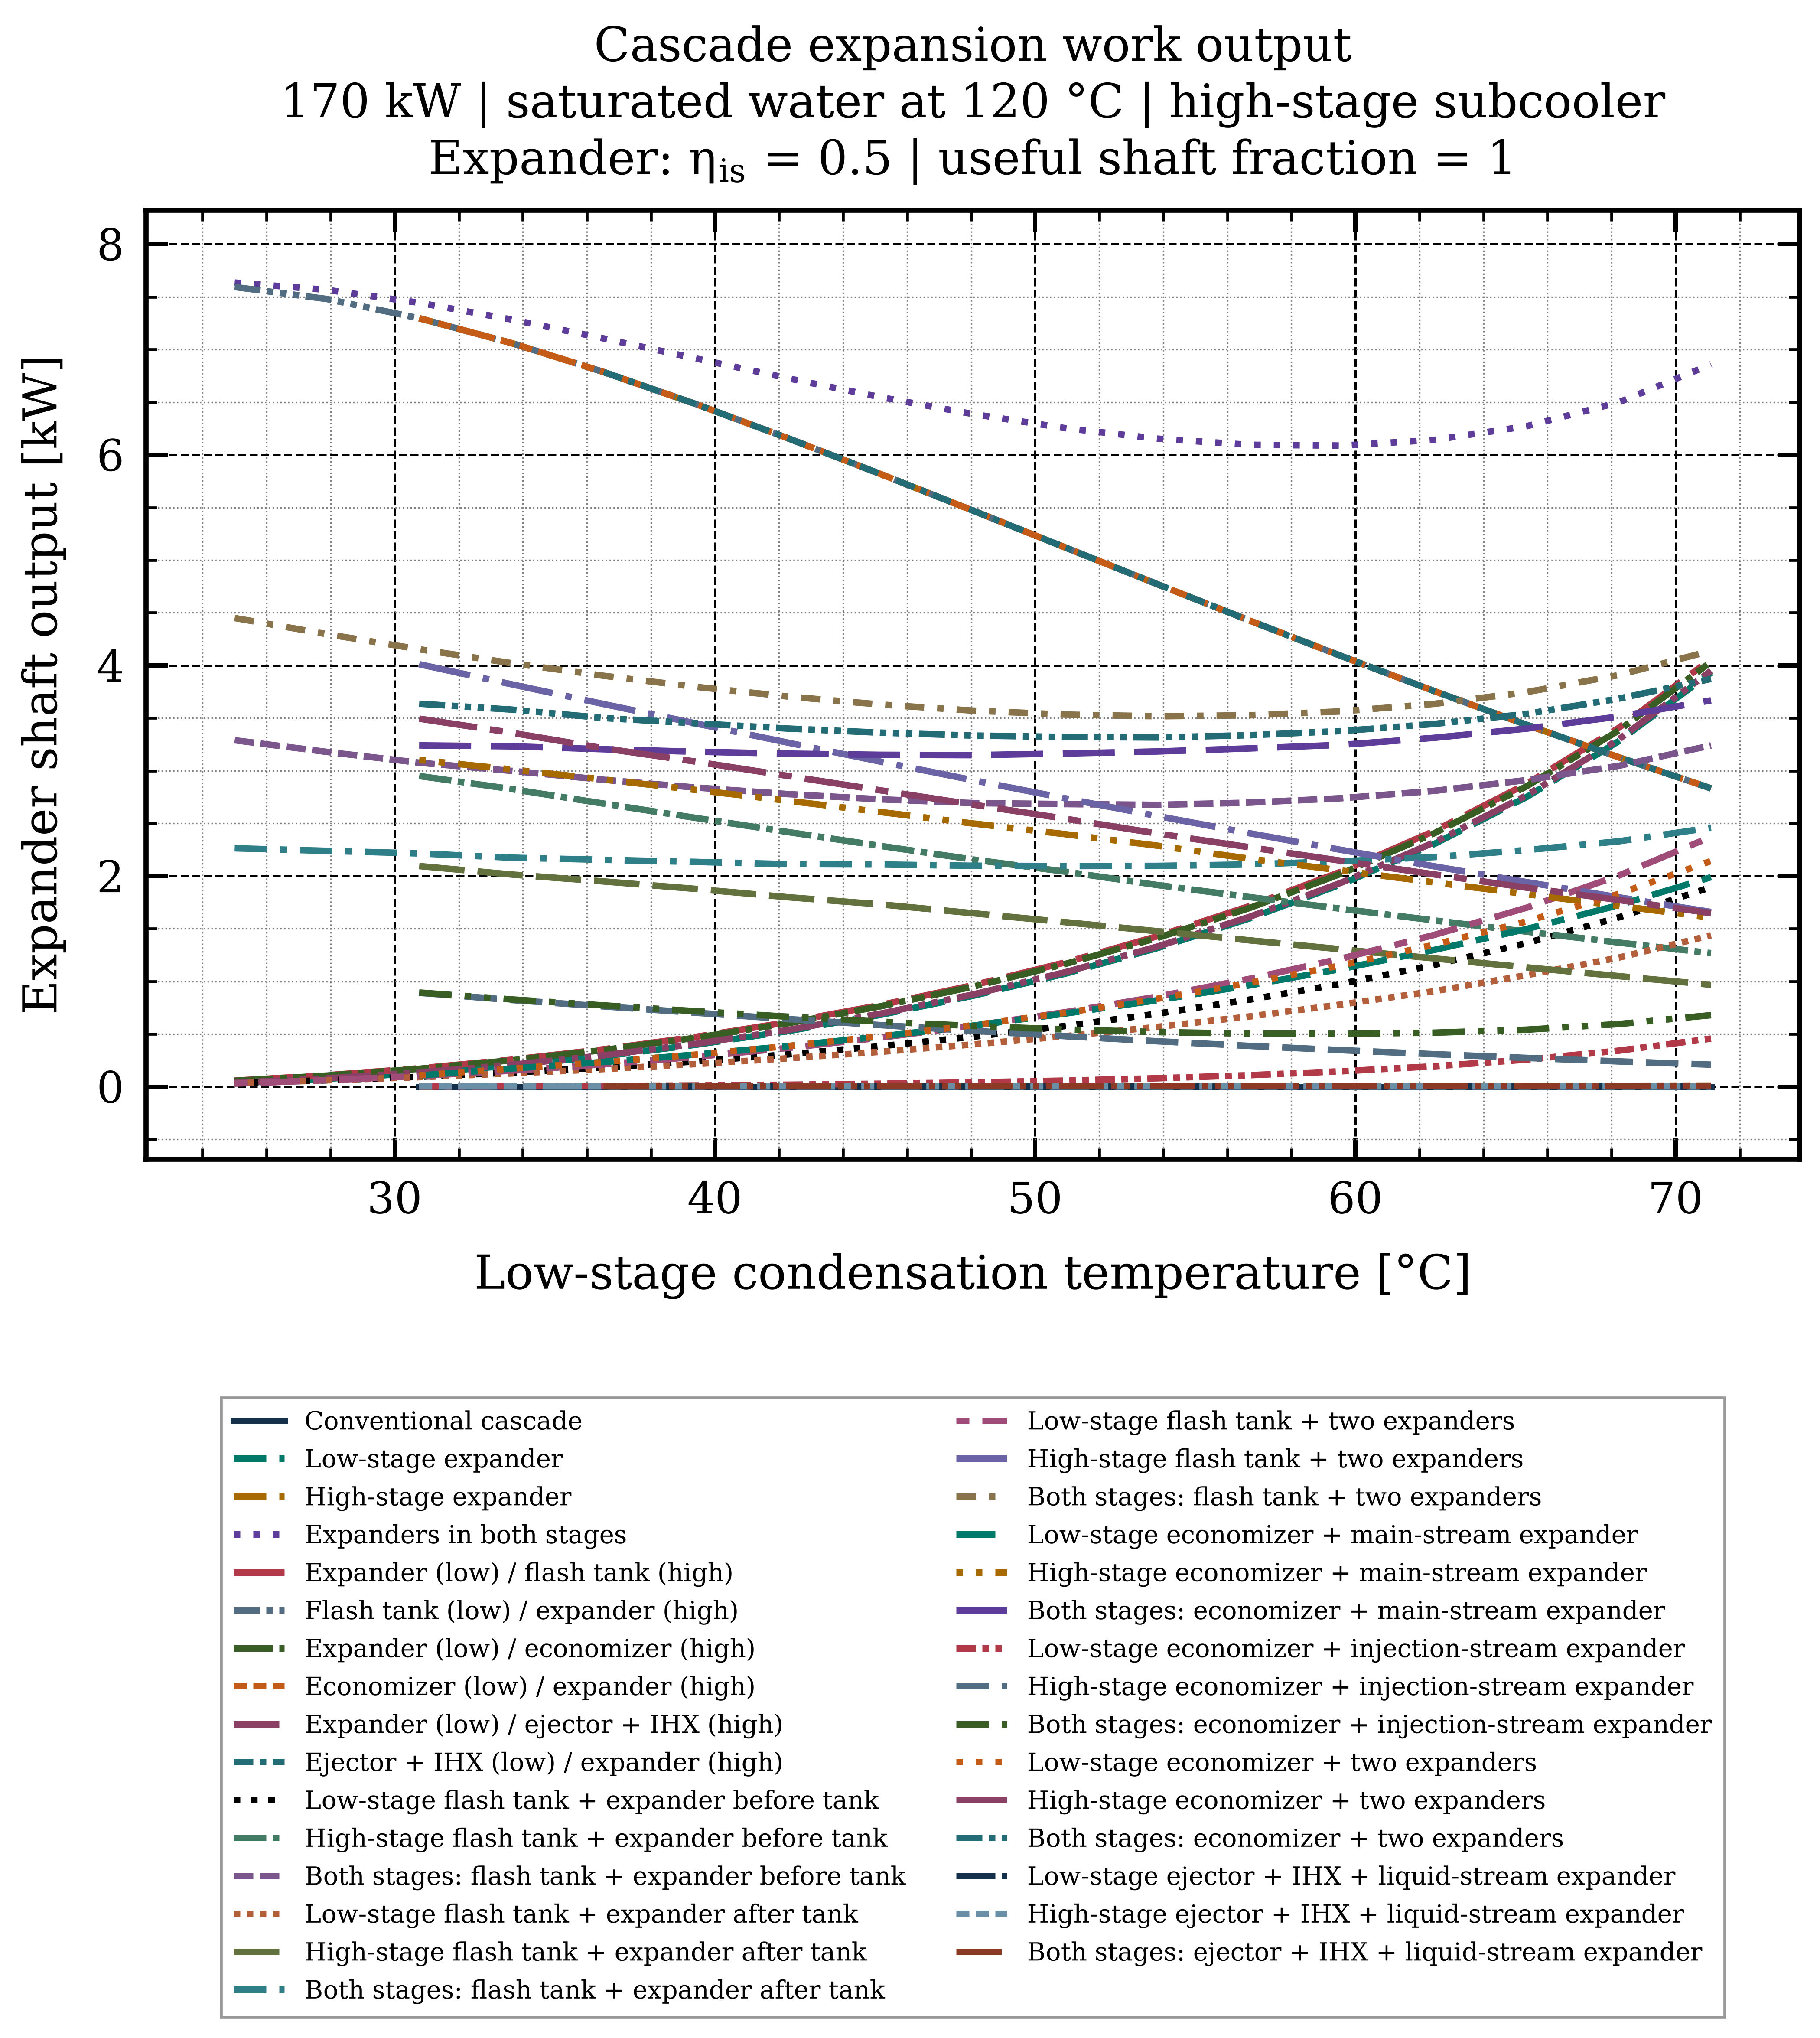 Cascade expansion work output
170 kW | saturated water at 120 °C | high-stage subcooler
Expander: ηis = 0.5 | useful shaft fraction = 1
Expander shaft output [kW]
8
6
4
2
0
30 40 50 60 70
Low-stage condensation temperature [°C]
Conventional cascade
Low-stage expander
High-stage expander
Expanders in both stages
Expander (low) / flash tank (high)
Flash tank (low) / expander (high)
Expander (low) / economizer (high)
Economizer (low) / expander (high)
Expander (low) / ejector + IHX (high)
Ejector + IHX (low) / expander (high)
Low-stage flash tank + expander before tank
High-stage flash tank + expander before tank
Both stages: flash tank + expander before tank
Low-stage flash tank + expander after tank
High-stage flash tank + expander after tank
Both stages: flash tank + expander after tank
Low-stage flash tank + two expanders
High-stage flash tank + two expanders
Both stages: flash tank + two expanders
Low-stage economizer + main-stream expander
High-stage economizer + main-stream expander
Both stages: economizer + main-stream expander
Low-stage economizer + injection-stream expander
High-stage economizer + injection-stream expander
Both stages: economizer + injection-stream expander
Low-stage economizer + two expanders
High-stage economizer + two expanders
Both stages: economizer + two expanders
Low-stage ejector + IHX + liquid-stream expander
High-stage ejector + IHX + liquid-stream expander
Both stages: ejector + IHX + liquid-stream expander